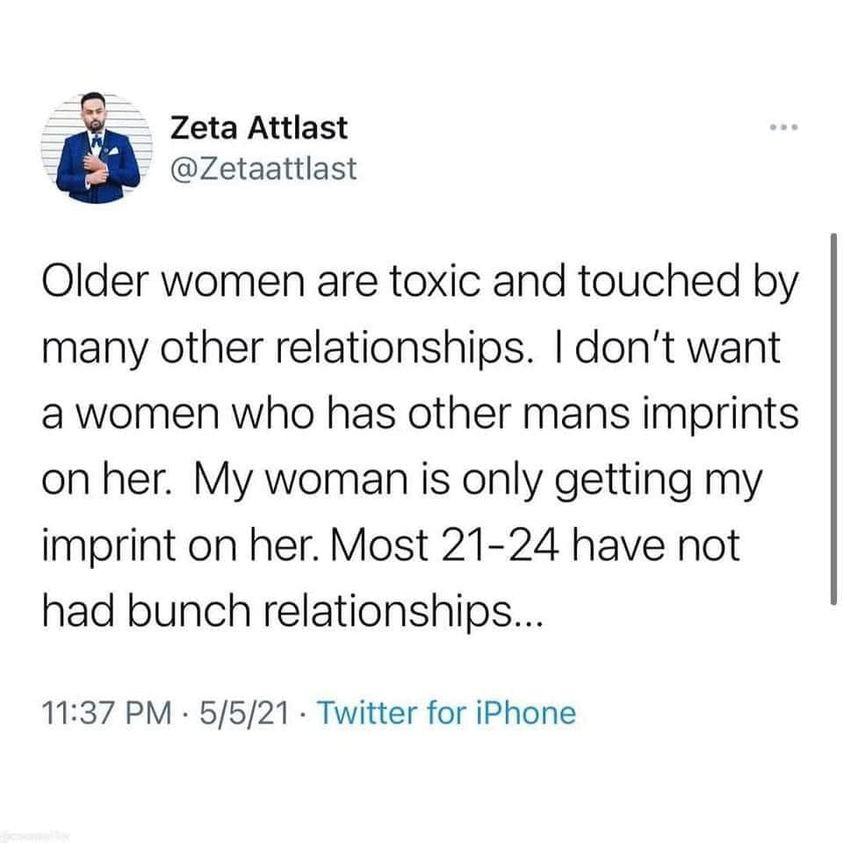 Zeta Attlast
@Zetaattlast
Older women are toxic and touched by
many other relationships.  I don't want
a women who has other mans imprints
on her.  My woman is only getting my
imprint on her. Most 21-24 have not
had bunch relationships...
11:37 PM · 5/5/21 · Twitter for iPhone